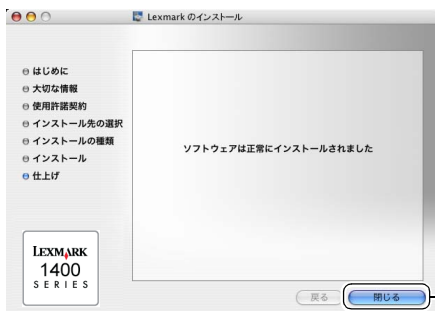 Lexmark のインストール
はじめに
大切な情報
使用許諾契約
インストール先の選択
インストールの種類
インストール
仕上げ
ソフトウェアは正常にインストールされました
LEXMARK
1400
SERIES
戻る
閉じる